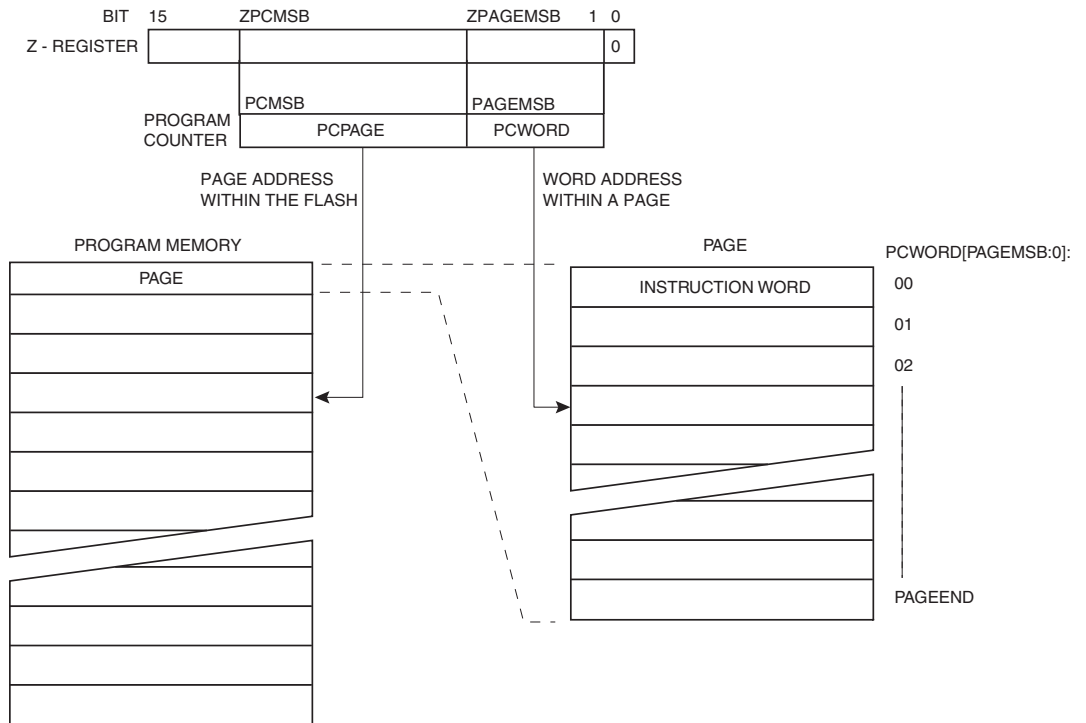 BIT 15 ZPCMSB ZPAGEMSB 1 0
Z - REGISTER 0
PCMSB PAGEMSB
PROGRAM
COUNTER
PCPAGE PCWORD
PAGE ADDRESS
WITHIN THE FLASH
WORD ADDRESS
WITHIN A PAGE
PROGRAM MEMORY
PAGE
PAGE
PCWORD[PAGEMSB:0]:
INSTRUCTION WORD
00
01
02
PAGEEND